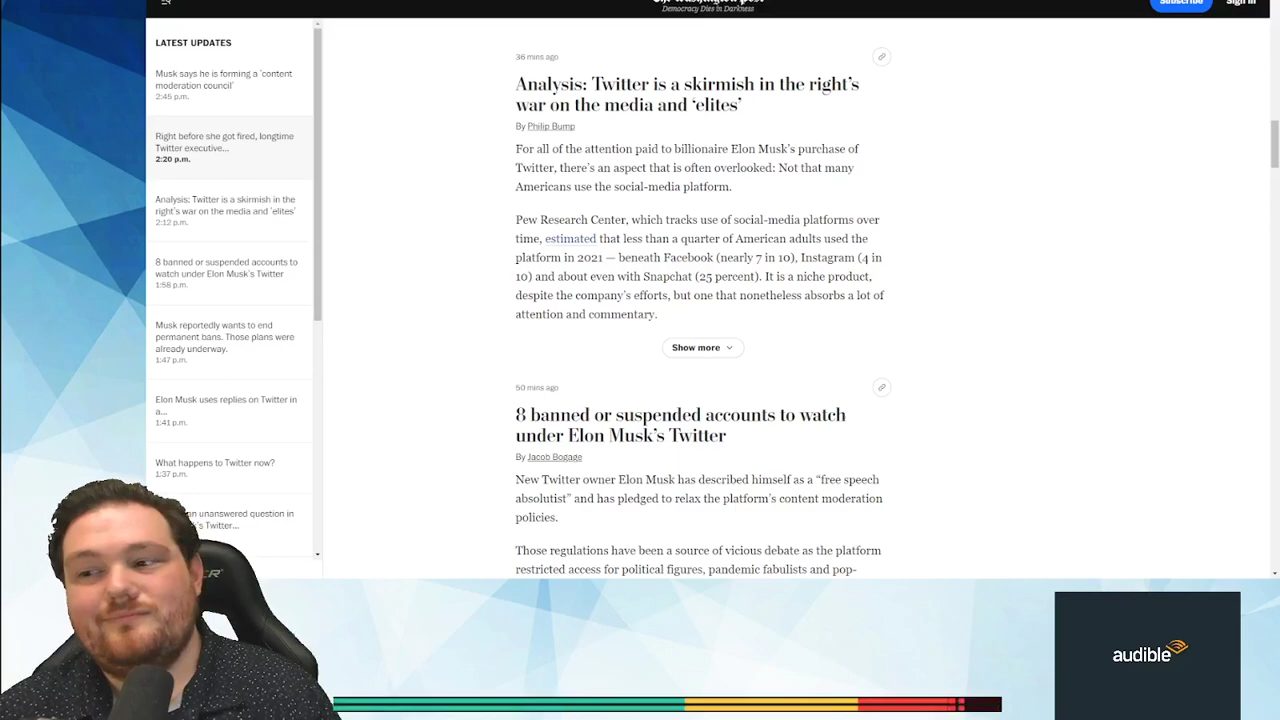 The Washington Post
Democracy Dies in Darkness
Subscribe
Sign in
LATEST UPDATES
Musk says he is forming a 'content
moderation council'
2:45 p.m.
Right before she got fired, longtime
Twitter executive...
2:20 p.m.
Analysis: Twitter is a skirmish in the
right's war on the media and 'elites'
2:12 p.m.
8 banned or suspended accounts to
watch under Elon Musk's Twitter
1:58 p.m.
Musk reportedly wants to end
permanent bans. Those plans were
already underway.
1:47 p.m.
Elon Musk uses replies on Twitter in
a...
1:41 p.m.
What happens to Twitter now?
1:37 p.m.
an unanswered question in
Twitter...
36 mins ago
Analysis: Twitter is a skirmish in the right's
war on the media and 'elites'
By Philip Bump
For all of the attention paid to billionaire Elon Musk's purchase of
Twitter, there's an aspect that is often overlooked: Not that many
Americans use the social-media platform.
Pew Research Center, which tracks use of social-media platforms over
time, estimated that less than a quarter of American adults used the
platform in 2021 — beneath Facebook (nearly 7 in 10), Instagram (4 in
10) and about even with Snapchat (25 percent). It is a niche product,
despite the company's efforts, but one that nonetheless absorbs a lot of
attention and commentary.
Show more
50 mins ago
8 banned or suspended accounts to watch
under Elon Musk's Twitter
By Jacob Bogage
New Twitter owner Elon Musk has described himself as a “free speech
absolutist” and has pledged to relax the platform's content moderation
policies.
Those regulations have been a source of vicious debate as the platform
restricted access for political figures, pandemic fabulists and pop-
audible